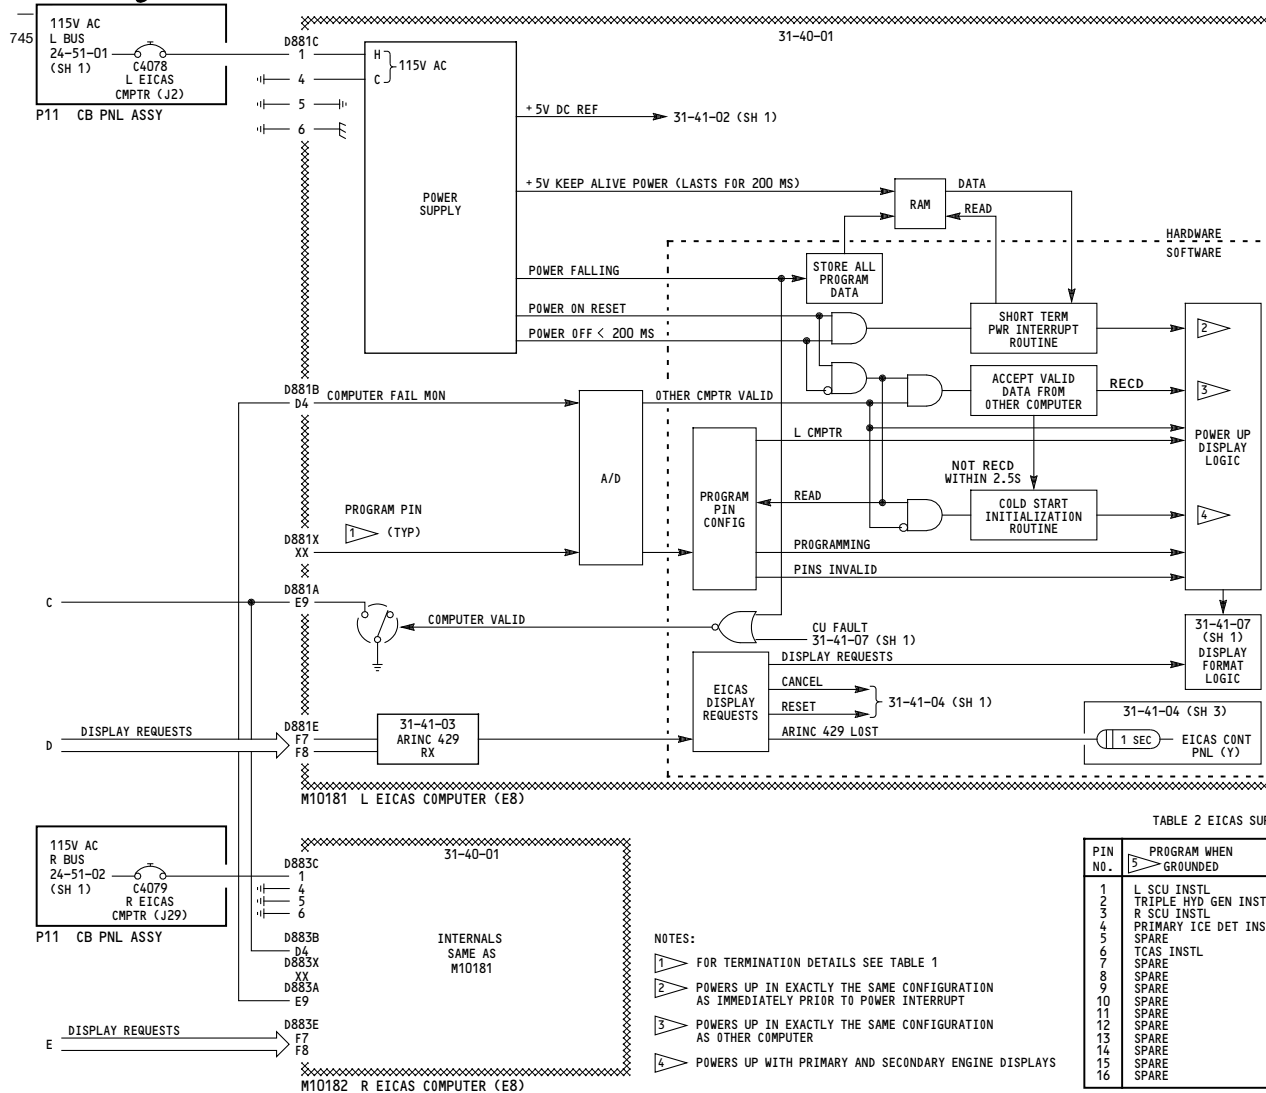 745
115V AC
L BUS
24-51-01
(SH 1)
C4078
L EICAS
CMPTR (J2)
P11 CB PNL ASSY
D881C
1
4
5
6
H
C
115V AC
POWER
SUPPLY
31-40-01
+5V DC REF
31-41-02 (SH 1)
+5V KEEP ALIVE POWER (LASTS FOR 200 MS)
RAM
DATA
READ
HARDWARE
SOFTWARE
POWER FALLING
STORE ALL
PROGRAM
DATA
POWER ON RESET
POWER OFF < 200 MS
SHORT TERM
PWR INTERRUPT
ROUTINE
2
D881B
D4
COMPUTER FAIL MON
OTHER CMPTR VALID
ACCEPT VALID
DATA FROM
OTHER COMPUTER
RECD
3
L CMPTR
POWER UP
DISPLAY
LOGIC
A/D
NOT RECD
WITHIN 2.5S
PROGRAM
PIN
CONFIG
READ
COLD START
INITIALIZATION
ROUTINE
4
PROGRAM PIN
1 (TYP)
D881X
XX
PROGRAMMING
PINS INVALID
D881A
E9
C
COMPUTER VALID
CU FAULT
31-41-07 (SH 1)
31-41-07
(SH 1)
DISPLAY
FORMAT
LOGIC
DISPLAY REQUESTS
EICAS
DISPLAY
REQUESTS
CANCEL
RESET
31-41-04 (SH 1)
ARINC 429 LOST
31-41-04 (SH 3)
1 SEC
EICAS CONT
PNL (Y)
D
DISPLAY REQUESTS
D881E
F7
F8
31-41-03
ARINC 429
RX
M10181 L EICAS COMPUTER (E8)
115V AC
R BUS
24-51-02
(SH 1)
C4079
R EICAS
CMPTR (J29)
P11 CB PNL ASSY
31-40-01
D883C
1
4
5
6
D883B
D4
D883X
XX
D883A
E9
INTERNALS
SAME AS
M10181
E
DISPLAY REQUESTS
D883E
F7
F8
M10182 R EICAS COMPUTER (E8)
NOTES:
1 FOR TERMINATION DETAILS SEE TABLE 1
2 POWERS UP IN EXACTLY THE SAME CONFIGURATION
AS IMMEDIATELY PRIOR TO POWER INTERRUPT
3 POWERS UP IN EXACTLY THE SAME CONFIGURATION
AS OTHER COMPUTER
4 POWERS UP WITH PRIMARY AND SECONDARY ENGINE DISPLAYS
TABLE 2 EICAS
PIN
NO.
PROGRAM WHEN
5 GROUNDED
1 L SCU INSTL
2 TRIPLE HYD GEN INST
3 R SCU INSTL
4 PRIMARY ICE DET INS
5 SPARE
6 TCAS INSTL
7 SPARE
8 SPARE
9 SPARE
10 SPARE
11 SPARE
12 SPARE
13 SPARE
14 SPARE
15 SPARE
16 SPARE